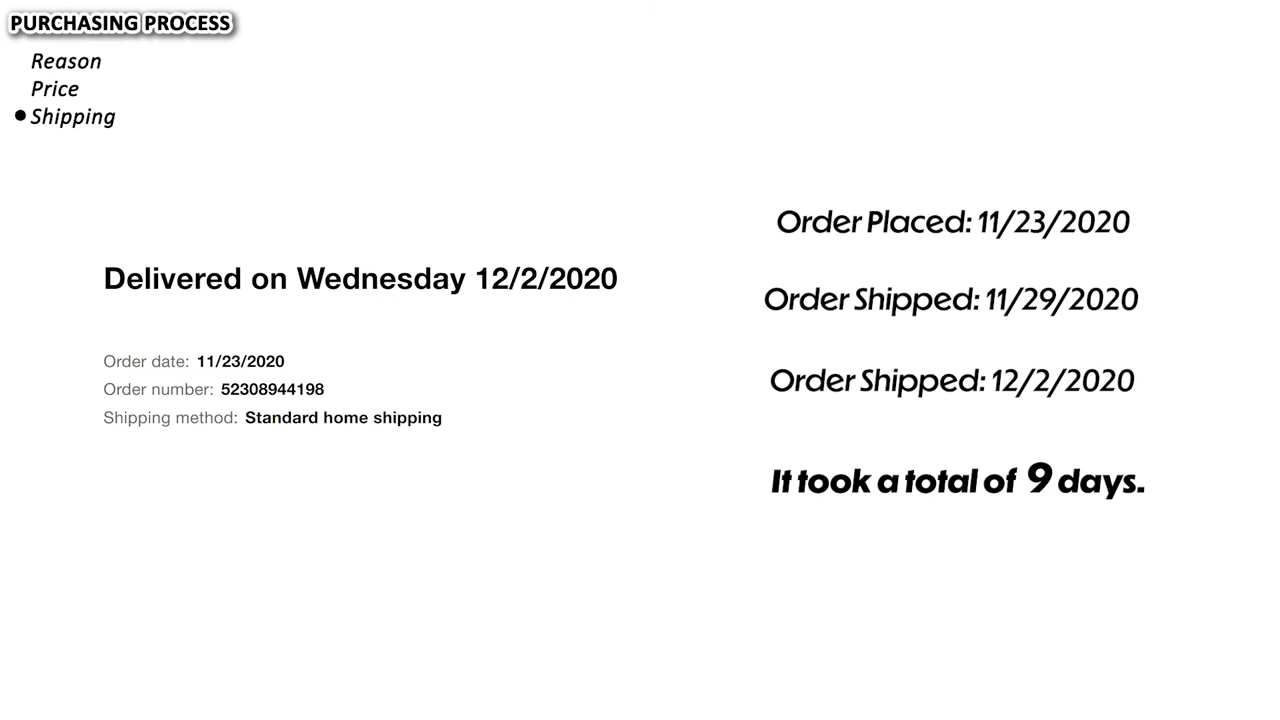 PURCHASING PROCESS
Reason
Price
● Shipping
Delivered on Wednesday 12/2/2020
Order date: 11/23/2020
Order number: 52308944198
Shipping method: Standard home shipping
Order Placed: 11/23/2020
Order Shipped: 11/29/2020
Order Shipped: 12/2/2020
It took a total of 9 days.